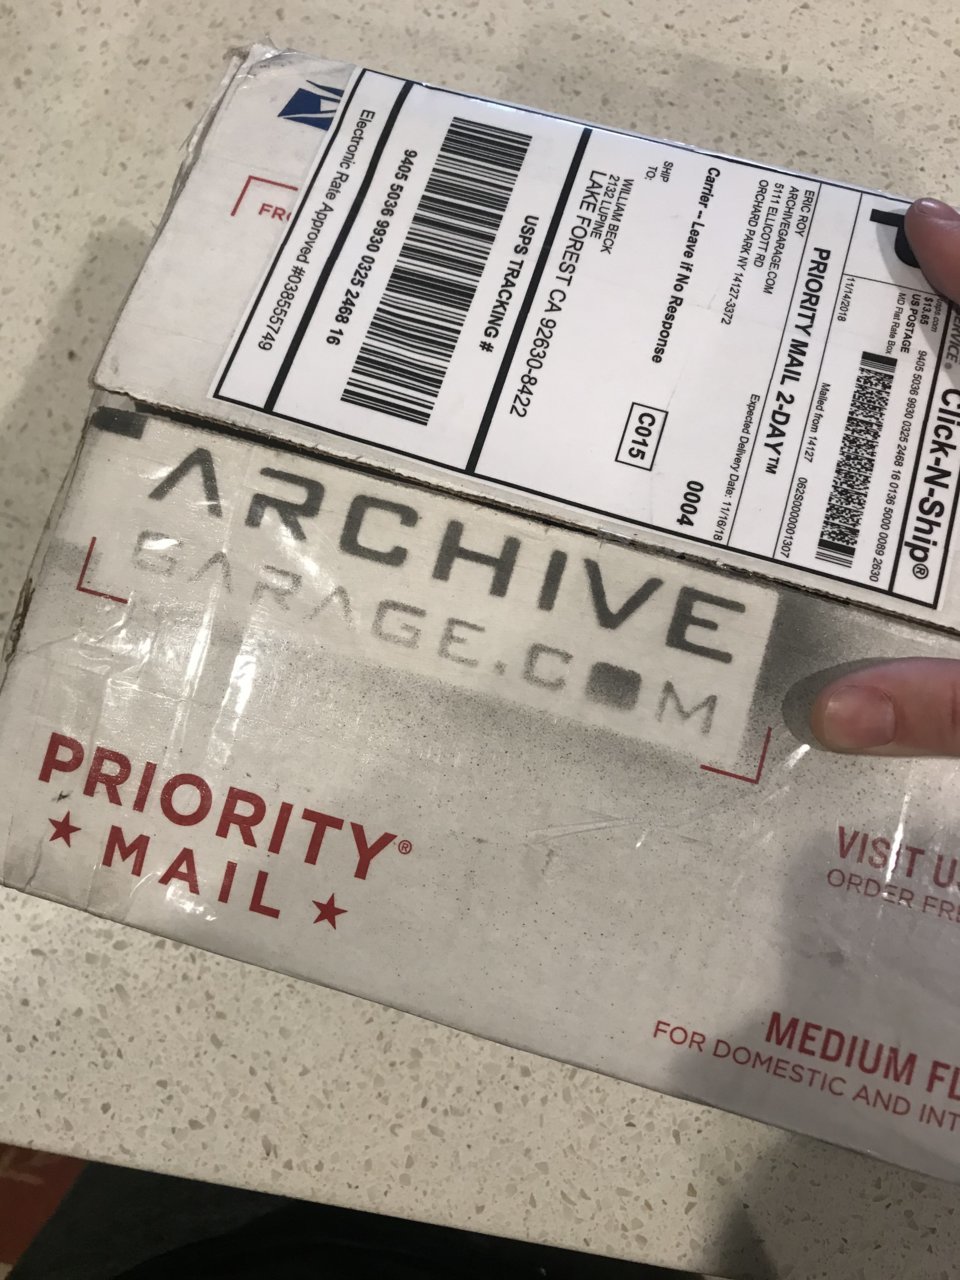 Click-N-Ship®
usps.com
$13.65
US POSTAGE
MD Flat Rate Box
9405 5036 9930 0325 2468 16 0136 5000 0089 2630
11/14/2018
Mailed from 14127
062S0000001307
PRIORITY MAIL 2-DAY™
ERIC ROY
ARCHIVEGARAGE.COM
5111 ELLICOTT RD
ORCHARD PARK NY 14127-3372
Expected Delivery Date: 11/16/18
0004
Carrier -- Leave if No Response
C015
SHIP
TO:
WILLIAM BECK
2132 LUPINE
LAKE FOREST CA 92630-8422
USPS TRACKING #
9405 5036 9930 0325 2468 16
Electronic Rate Approved #038555749
ARCHIVE
GARAGE.COM
PRIORITY®
MAIL
VISIT US
ORDER FRE
MEDIUM FL
FOR DOMESTIC AND INT